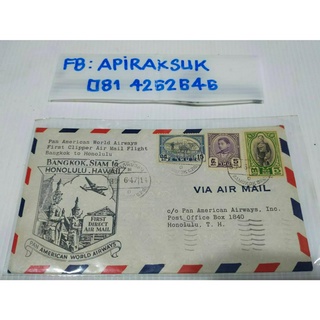 FB: APIRAKSUK
081 4252545
Pan American World Airways
First Clipper Air Mail Flight
Bangkok to Honolulu
BANGKOK, SIAM TO
HONOLULU, HAWAII
FIRST
DIRECT
AIR MAIL
PAN AMERICAN WORLD AIRWAYS
VIA AIR MAIL
c/o Pan American Airways, Inc.
Post Office Box 1840
Honolulu, T. H.